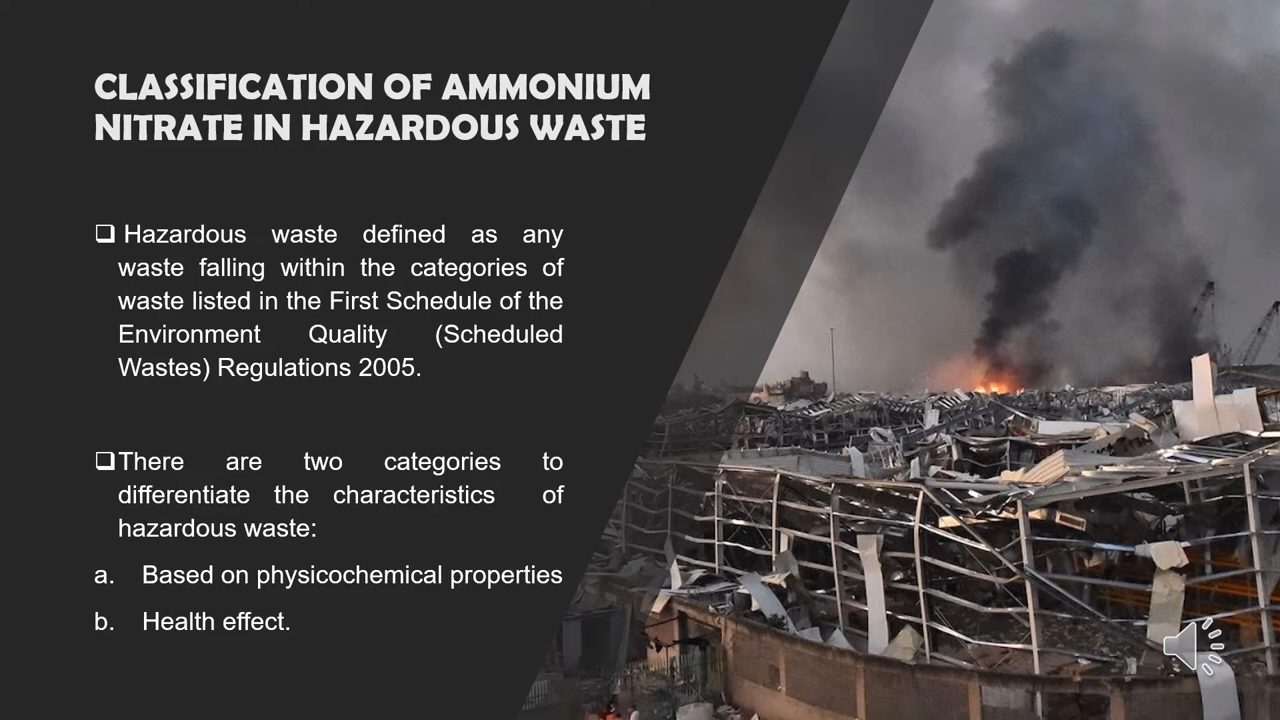 CLASSIFICATION OF AMMONIUM
NITRATE IN HAZARDOUS WASTE
❑ Hazardous waste defined as any
waste falling within the categories of
waste listed in the First Schedule of the
Environment Quality (Scheduled
Wastes) Regulations 2005.
❑There are two categories to
differentiate the characteristics of
hazardous waste:
a. Based on physicochemical properties
b. Health effect.